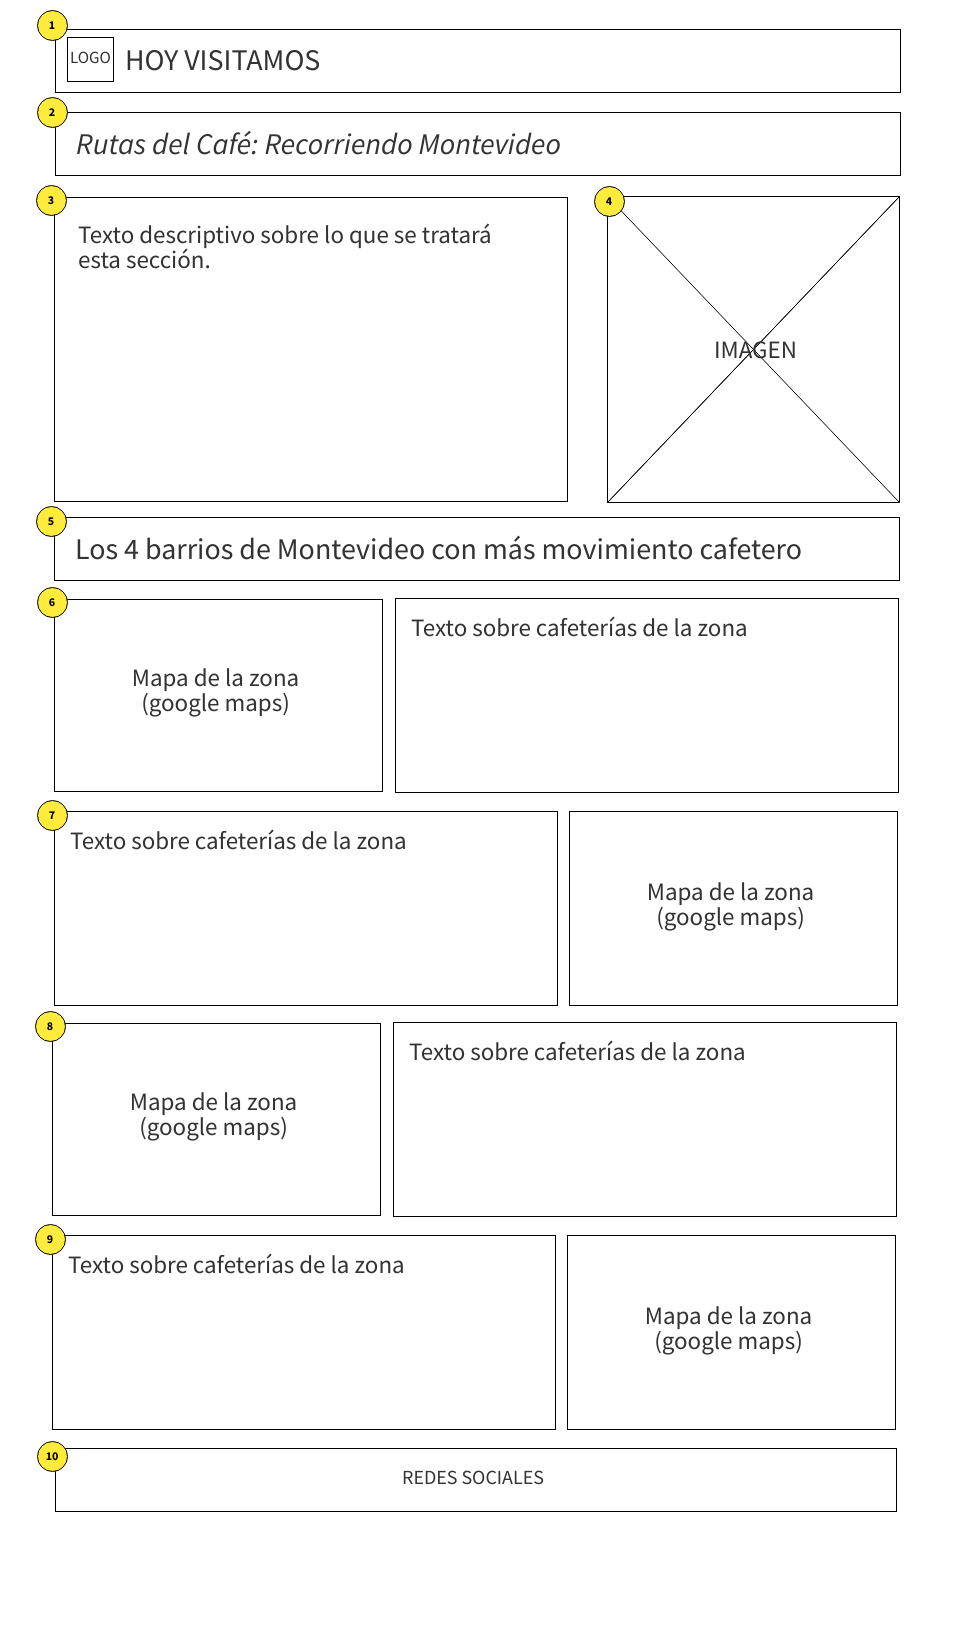 1
LOGO
HOY VISITAMOS
2
Rutas del Café: Recorriendo Montevideo
3
Texto descriptivo sobre lo que se tratará
esta sección.
4
IMAGEN
5
Los 4 barrios de Montevideo con más movimiento cafetero
6
Mapa de la zona
(google maps)
Texto sobre cafeterías de la zona
7
Texto sobre cafeterías de la zona
Mapa de la zona
(google maps)
8
Mapa de la zona
(google maps)
Texto sobre cafeterías de la zona
9
Texto sobre cafeterías de la zona
Mapa de la zona
(google maps)
10
REDES SOCIALES